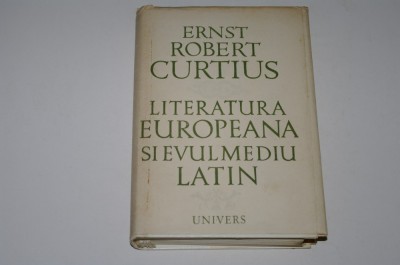 ERNST
ROBERT
CURTIUS
LITERATURA
EUROPEANA
SI EVUL MEDIU
LATIN
UNIVERS